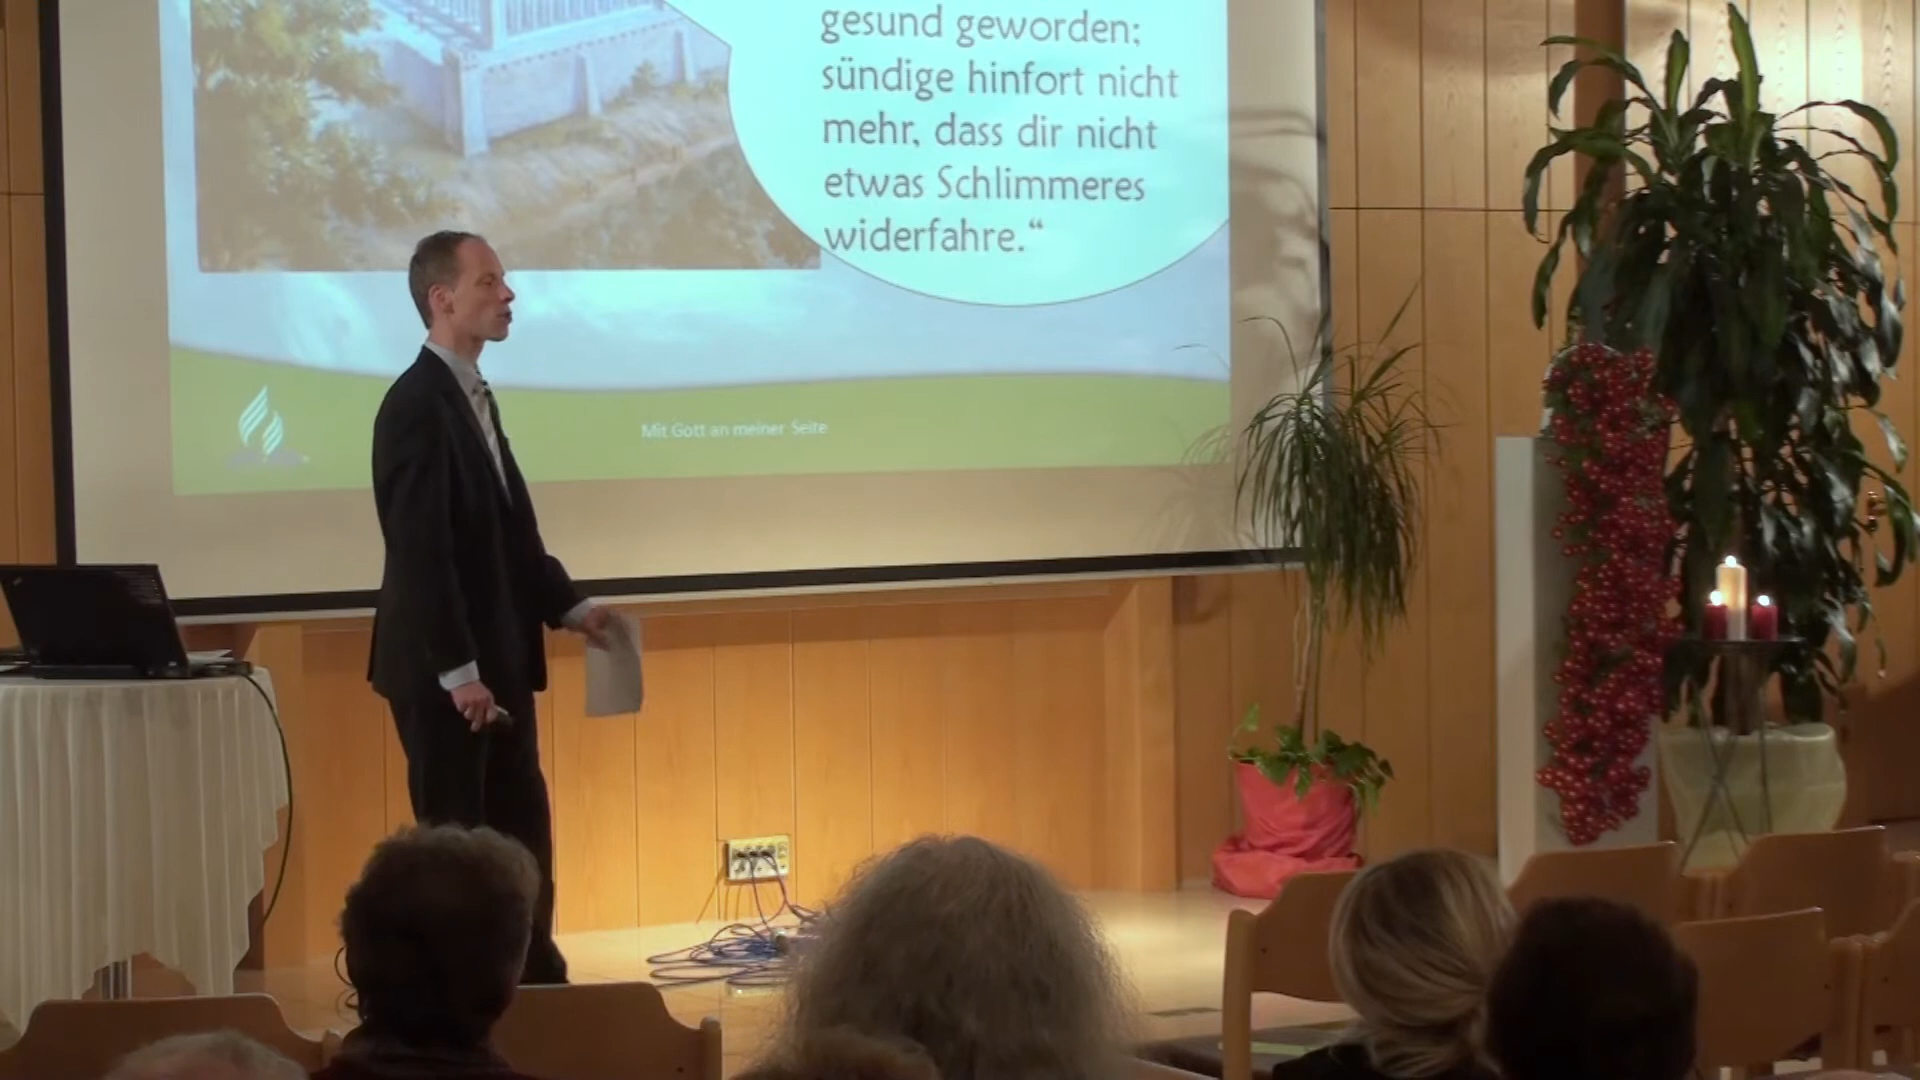 gesund geworden;
sündige hinfort nicht
mehr, dass dir nicht
etwas Schlimmeres
widerfahre.“
Mit Gott an meiner Seite